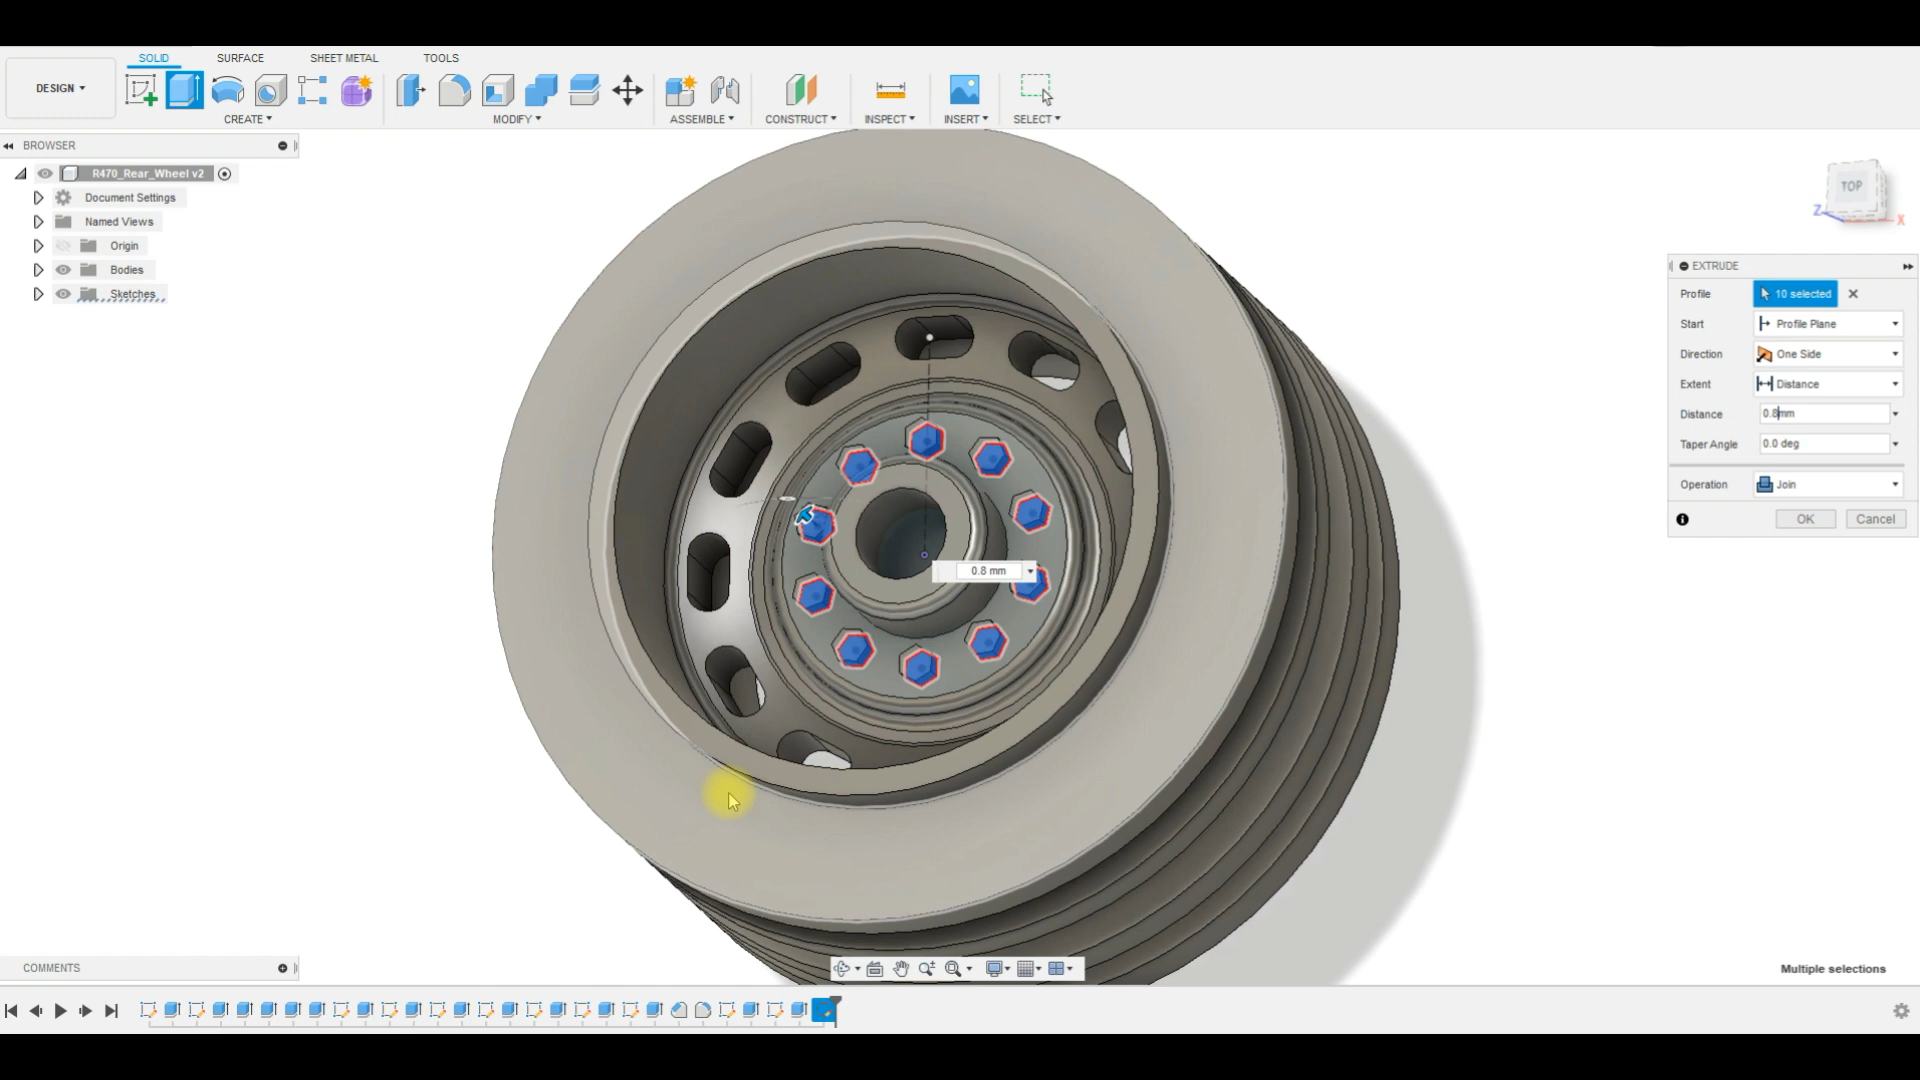 SOLID SURFACE SHEET METAL TOOLS
DESIGN
CREATE MODIFY ASSEMBLE CONSTRUCT INSPECT INSERT SELECT
BROWSER
R470_Rear_Wheel v2
Document Settings
Named Views
Origin
Bodies
Sketches
TOP
Z X
EXTRUDE
Profile 10 selected
Start Profile Plane
Direction One Side
Extent Distance
Distance 0.8mm
Taper Angle 0.0 deg
Operation Join
OK Cancel
0.8 mm
COMMENTS
Multiple selections